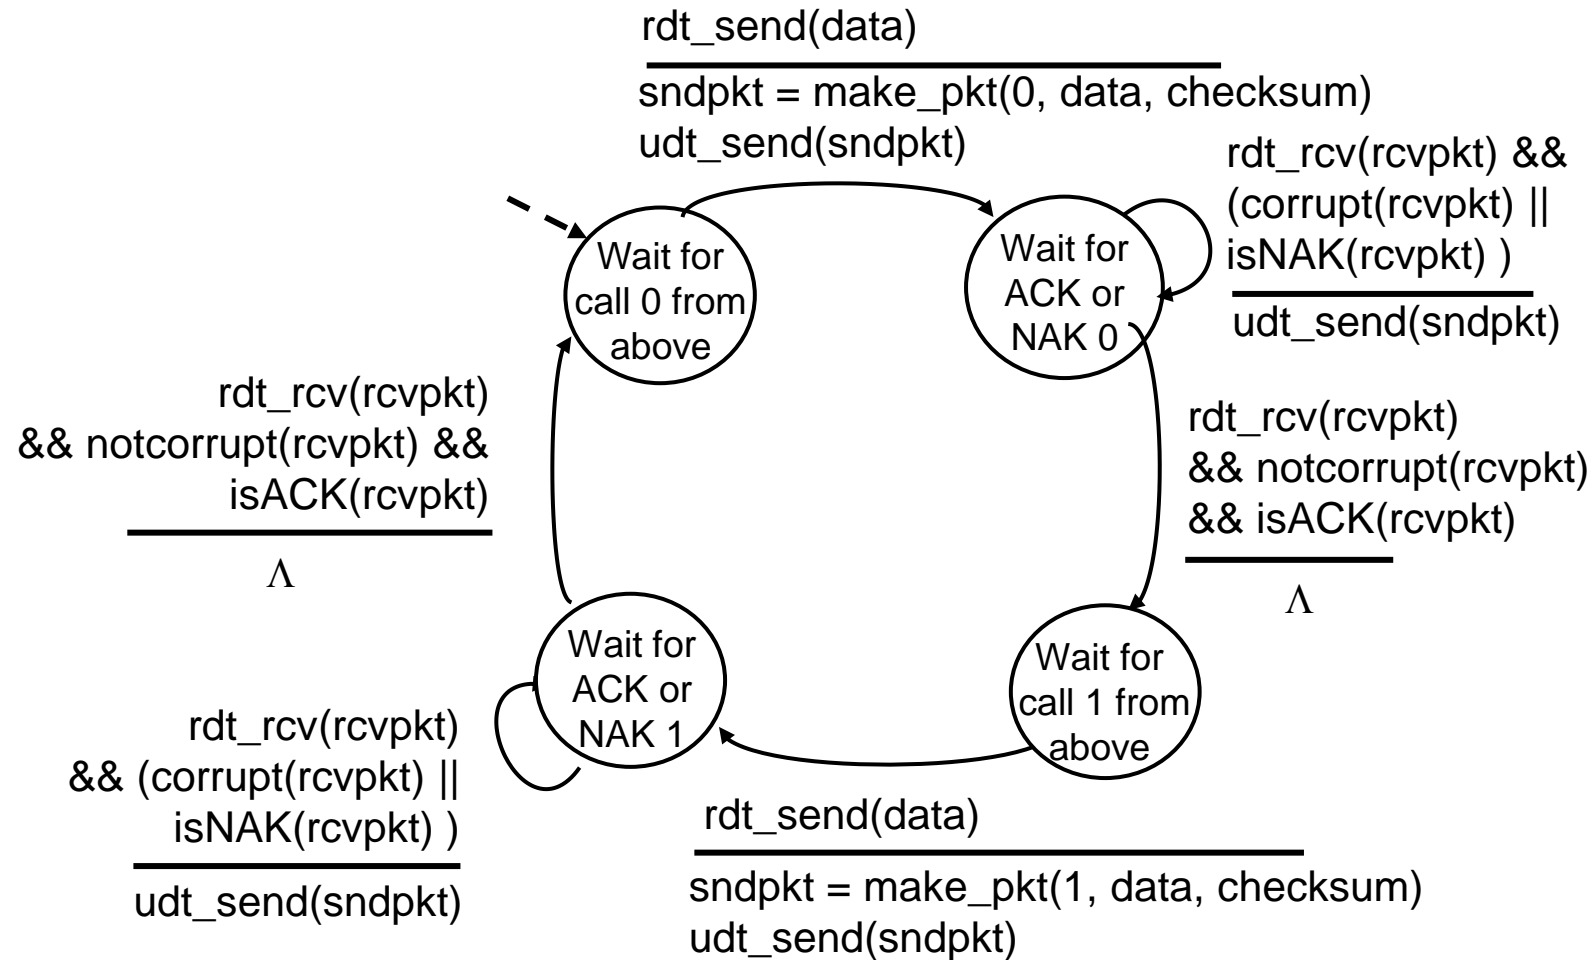 rdt_send(data)
sndpkt = make_pkt(0, data, checksum)
udt_send(sndpkt)
rdt_rcv(rcvpkt) &&
(corrupt(rcvpkt) ||
isNAK(rcvpkt) )
udt_send(sndpkt)
Wait for
call 0 from
above
Wait for
ACK or
NAK 0
rdt_rcv(rcvpkt)
&& notcorrupt(rcvpkt) &&
isACK(rcvpkt)
Λ
rdt_rcv(rcvpkt)
&& notcorrupt(rcvpkt)
&& isACK(rcvpkt)
Λ
Wait for
ACK or
NAK 1
Wait for
call 1 from
above
rdt_rcv(rcvpkt)
&& (corrupt(rcvpkt) ||
isNAK(rcvpkt) )
udt_send(sndpkt)
rdt_send(data)
sndpkt = make_pkt(1, data, checksum)
udt_send(sndpkt)